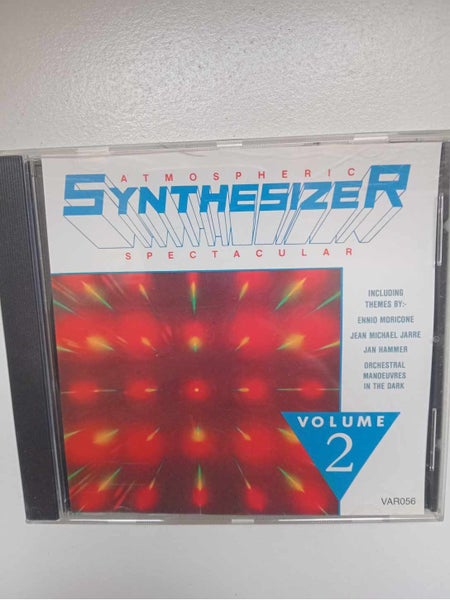 ATMOSPHERIC
SYNTHESIZER
SPECTACULAR
INCLUDING
THEMES BY:-
ENNIO MORICONE
JEAN MICHAEL JARRE
JAN HAMMER
ORCHESTRAL
MANOEUVRES
IN THE DARK
VOLUME
2
VAR056